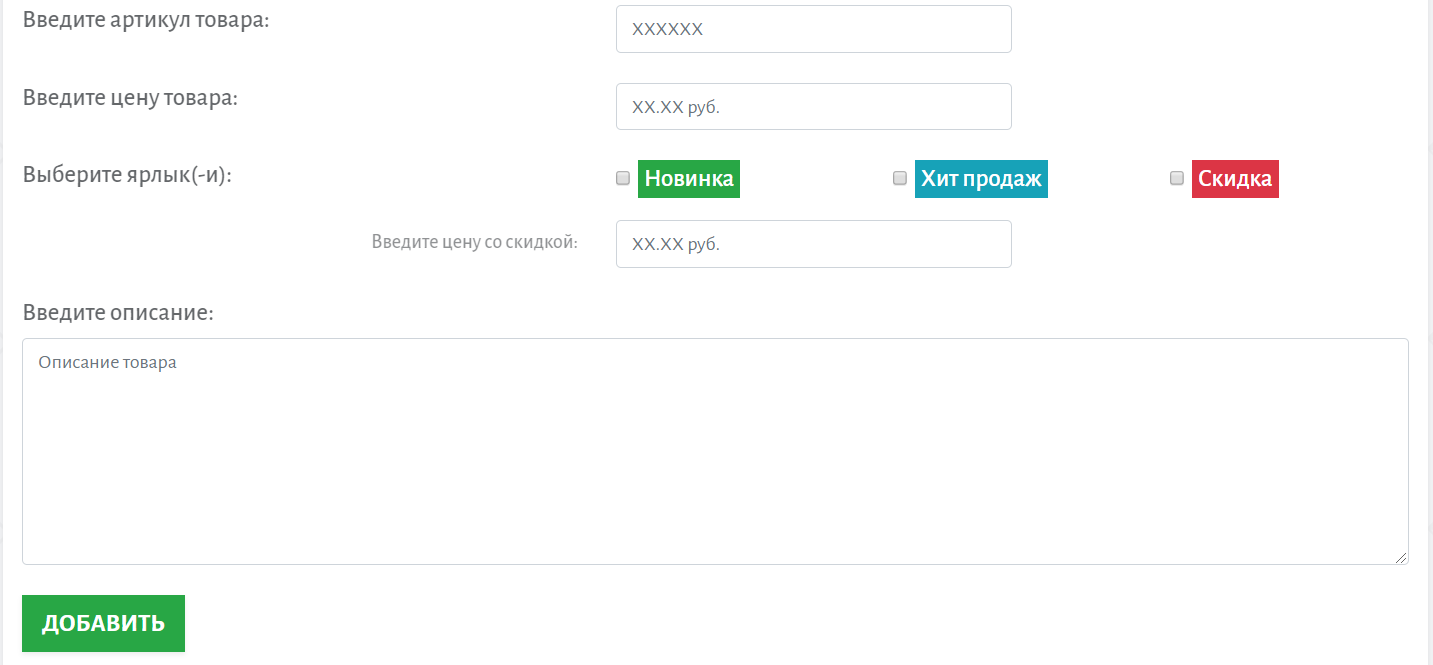 Введите артикул товара:
XXXXXX
Введите цену товара:
XX.XX руб.
Выберите ярлык(-и):
Новинка
Хит продаж
Скидка
Введите цену со скидкой:
XX.XX руб.
Введите описание:
Описание товара
ДОБАВИТЬ